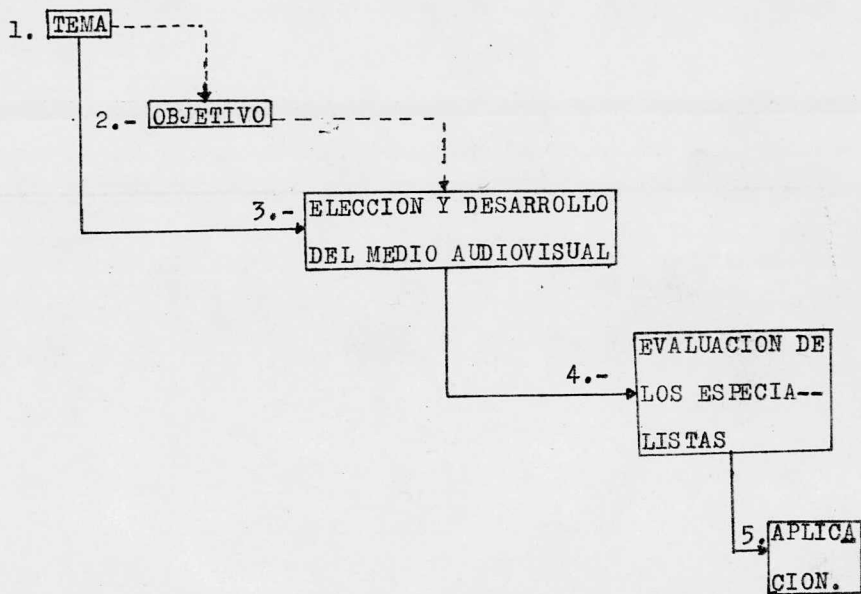 1. TEMA
2.- OBJETIVO
3.- ELECCION Y DESARROLLO
DEL MEDIO AUDIOVISUAL
EVALUACION DE
4.- LOS ESPECIA--
LISTAS
5. APLICA
CION.